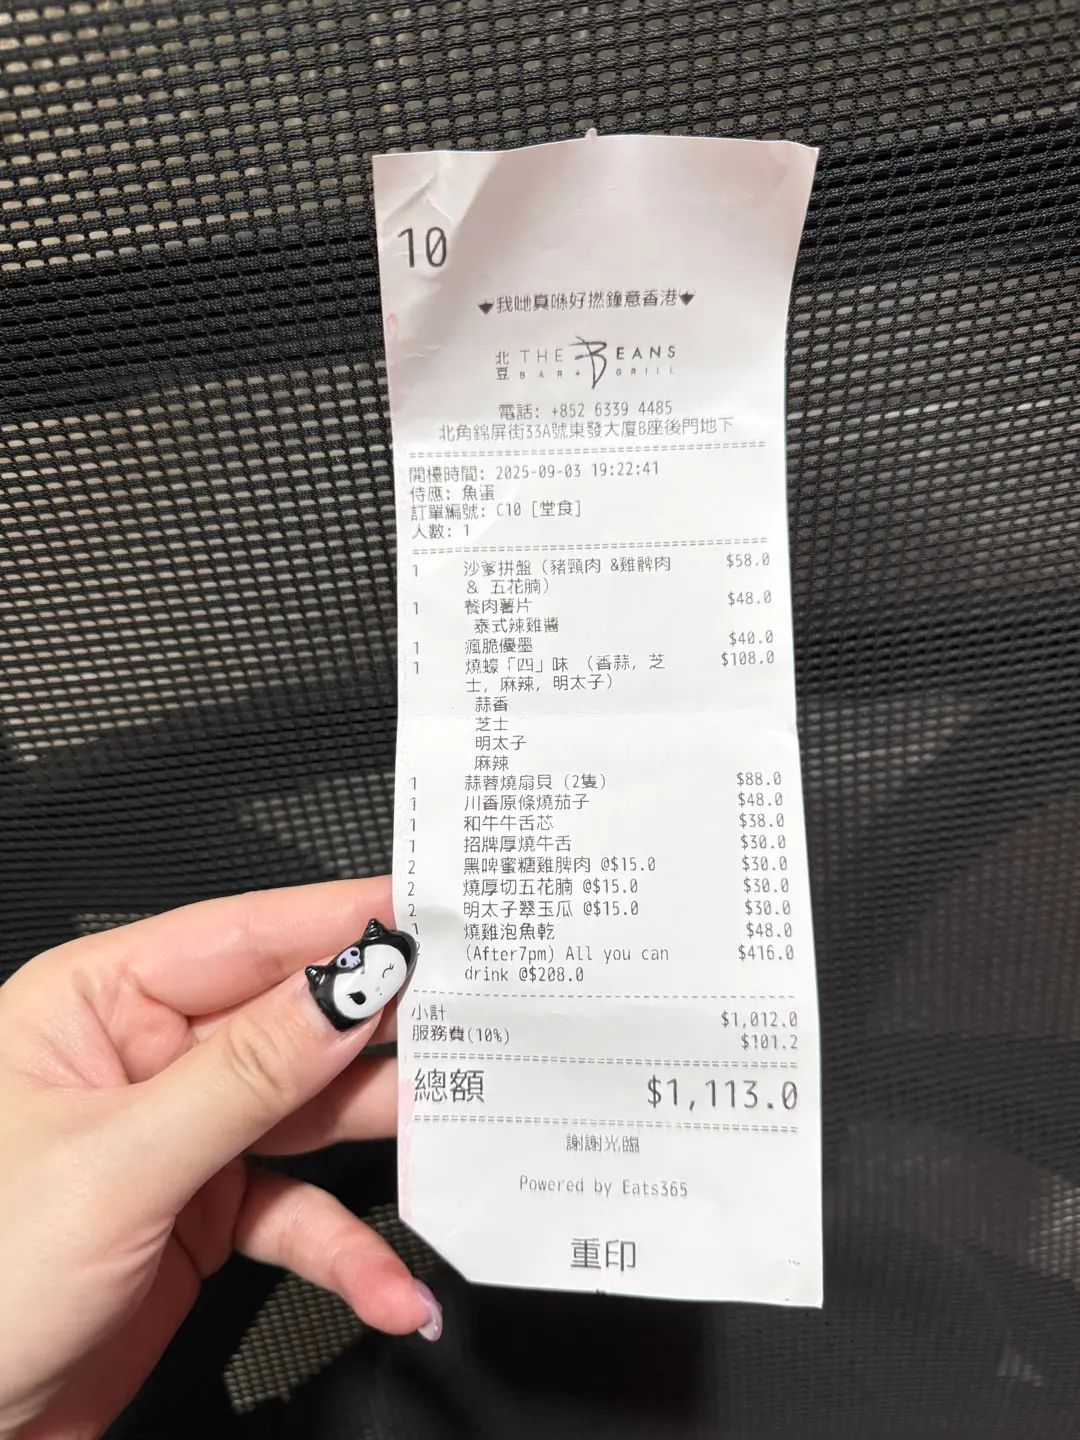 10
我哋真喺好撚鐘意香港
北豆 THE BEANS
BAR + GRILL
電話: +852 6339 4485
北角錦屏街33A號東發大廈B座後門地下
開檯時間: 2025-09-03 19:22:41
侍應: 魚蛋
訂單編號: C10 [堂食]
人數: 1
1 沙爹拼盤 (豬頸肉 &雞髀肉 $58.0
& 五花腩)
1 餐肉薯片 $48.0
泰式辣雞醬
1 瘋脆優墨 $40.0
1 燒蠔「四」味 (香蒜, 芝 $108.0
士, 麻辣, 明太子)
蒜香
芝士
明太子
麻辣
1 蒜蓉燒扇貝 (2隻) $88.0
1 川香原條燒茄子 $48.0
1 和牛牛舌芯 $38.0
1 招牌厚燒牛舌 $30.0
2 黑啤蜜糖雞脾肉 @$15.0 $30.0
2 燒厚切五花腩 @$15.0 $30.0
2 明太子翠玉瓜 @$15.0 $30.0
1 燒雞泡魚乾 $48.0
2 (After7pm) All you can $416.0
drink @$208.0
小計 $1,012.0
服務費(10%) $101.2
總額 $1,113.0
謝謝光臨
Powered by Eats365
重印